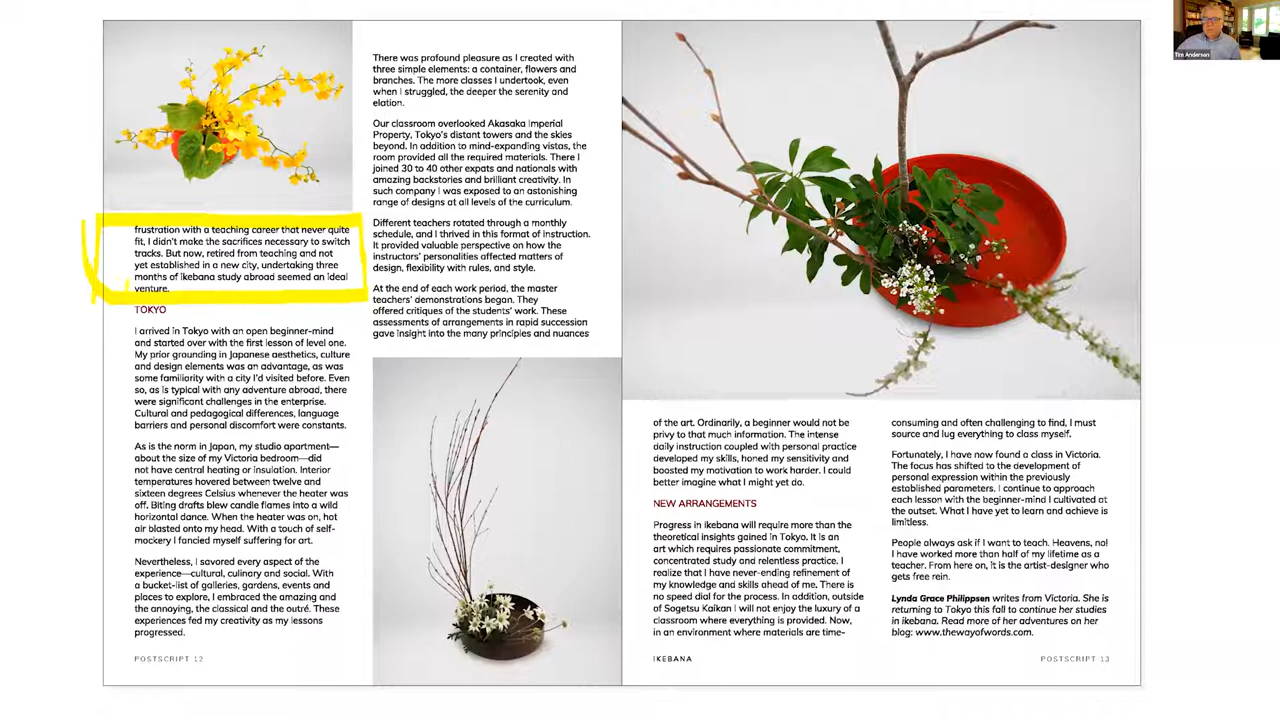 frustration with a teaching career that never quite
fit, I didn't make the sacrifices necessary to switch
tracks. But now, retired from teaching and not
yet established in a new city, undertaking three
months of ikebana study abroad seemed an ideal
venture.
TOKYO
I arrived in Tokyo with an open beginner-mind
and started over with the first lesson of level one.
My prior grounding in Japanese aesthetics, culture
and design elements was an advantage, as was
some familiarity with a city I'd visited before. Even
so, as is typical with any adventure abroad, there
were significant challenges in the enterprise.
Cultural and pedagogical differences, language
barriers and personal discomfort were constants.
As is the norm in Japan, my studio apartment—
about the size of my Victoria bedroom—did
not have central heating or insulation. Interior
temperatures hovered between twelve and
sixteen degrees Celsius whenever the heater was
off. Biting drafts blew candle flames into a wild
horizontal dance. When the heater was on, hot
air blasted onto my head. With a touch of self-
mockery I fancied myself suffering for art.
Nevertheless, I savored every aspect of the
experience—cultural, culinary and social. With
a bucket-list of galleries, gardens, events and
places to explore, I embraced the amazing and
the annoying, the classical and the outré. These
experiences fed my creativity as my lessons
progressed.
POSTSCRIPT 12
There was profound pleasure as I created with
three simple elements: a container, flowers and
branches. The more classes I undertook, even
when I struggled, the deeper the serenity and
elation.
Our classroom overlooked Akasaka Imperial
Property, Tokyo's distant towers and the skies
beyond. In addition to mind-expanding vistas, the
room provided all the required materials. There I
joined 30 to 40 other expats and nationals with
amazing backstories and brilliant creativity. In
such company I was exposed to an astonishing
range of designs at all levels of the curriculum.
Different teachers rotated through a monthly
schedule, and I thrived in this format of instruction.
It provided valuable perspective on how the
instructors' personalities affected matters of
design, flexibility with rules, and style.
At the end of each work period, the master
teachers' demonstrations began. They
offered critiques of the students' work. These
assessments of arrangements in rapid succession
gave insight into the many principles and nuances
of the art. Ordinarily, a beginner would not be
privy to that much information. The intense
daily instruction coupled with personal practice
developed my skills, honed my sensitivity and
boosted my motivation to work harder. I could
better imagine what I might yet do.
NEW ARRANGEMENTS
Progress in ikebana will require more than the
theoretical insights gained in Tokyo. It is an
art which requires passionate commitment,
concentrated study and relentless practice. I
realize that I have never-ending refinement of
my knowledge and skills ahead of me. There is
no speed dial for the process. In addition, outside
of Sogetsu Kaikan I will not enjoy the luxury of a
classroom where everything is provided. Now,
in an environment where materials are time-
IKEBANA
consuming and often challenging to find, I must
source and lug everything to class myself.
Fortunately, I have now found a class in Victoria.
The focus has shifted to the development of
personal expression within the previously
established parameters. I continue to approach
each lesson with the beginner-mind I cultivated at
the outset. What I have yet to learn and achieve is
limitless.
People always ask if I want to teach. Heavens, no!
I have worked more than half of my lifetime as a
teacher. From here on, it is the artist-designer who
gets free rein.
Lynda Grace Philippsen writes from Victoria. She is
returning to Tokyo this fall to continue her studies
in ikebana. Read more of her adventures on her
blog: www.thewayofwords.com.
POSTSCRIPT 13
Tim Anderson